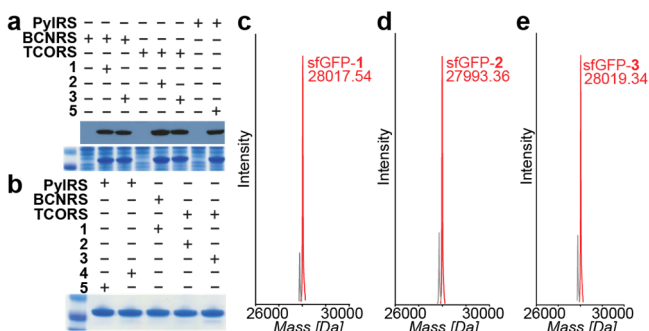 a
PylRS − − − − − − + +
BCNRS + + + − − − − −
TCORS − − − + + + − −
1 − + − − − − − −
2 − − − − + − − −
3 − − + − − + − −
5 − − − − − − − +
b
PylRS + + − − −
BCNRS − − + − −
TCORS − − − + +
1 − − + − −
2 − − − + −
3 − − − − +
4 − + − − −
5 + − − − −
c
sfGFP-1
28017.54
Intensity
26000 30000
Mass [Da]
d
sfGFP-2
27993.36
Intensity
26000 30000
Mass [Da]
e
sfGFP-3
28019.34
Intensity
26000 30000
Mass [Da]